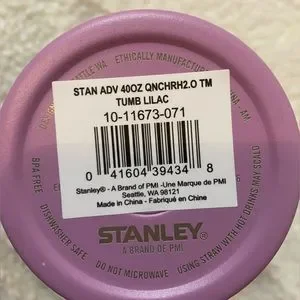 STAN ADV 40OZ QNCHRH2.O TM
TUMB LILAC
10-11673-071
0 41604 39434 8
Stanley® - A Brand of PMI -Une Marque de PMI
Seattle, WA 98121
Made in China - Fabriqué en Chine
ETHICALLY MANUFACTUR
BPA FREE
DISHWASHER SAFE
DO NOT MICROWAVE
USING STRAW WITH HOT DRINKS MAY SCALD
STANLEY
A BRAND OF PMI